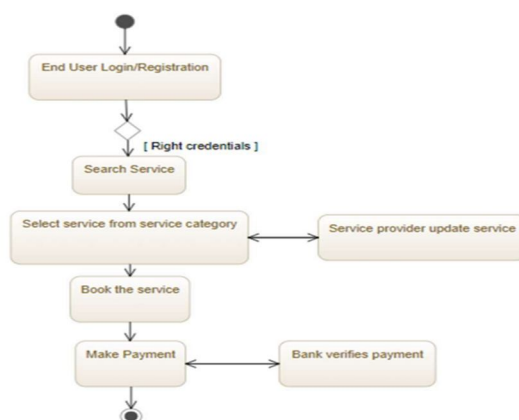 End User Login/Registration
[ Right credentials ]
Search Service
Select service from service category
Service provider update service
Book the service
Make Payment
Bank verifies payment